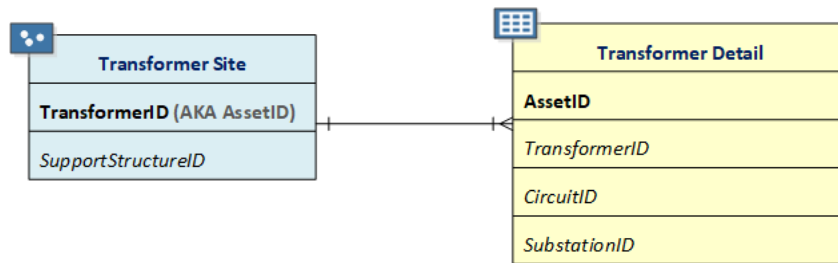 Transformer Site
TransformerID (AKA AssetID)
SupportStructureID
Transformer Detail
AssetID
TransformerID
CircuitID
SubstationID